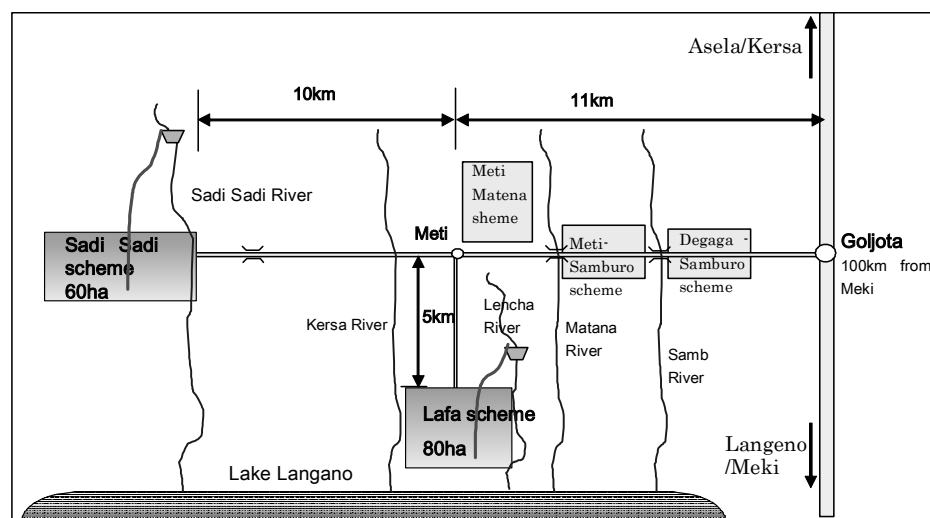 Asela/Kersa
10km
11km
Sadi Sadi River
Meti
Matena
sheme
Meti
Sadi Sadi
scheme
60ha
Meti-
Samburo
scheme
Degaga -
Samburo
scheme
Goljota
100km from
Meki
Kersa River
5km
Lencha
River
Matana
River
Samb
River
Lafa scheme
80ha
Langeno
/Meki
Lake Langano